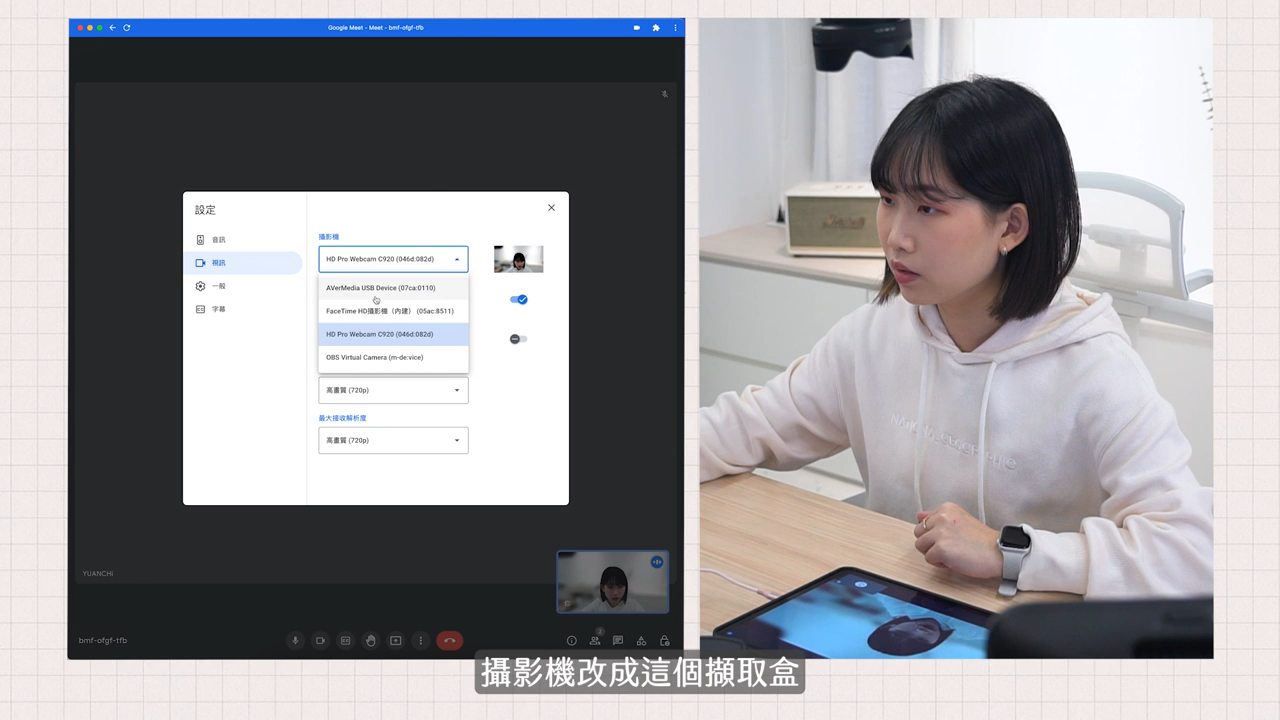 Google Meet - Meet - bmf-ofgf-tfb
設定
音訊
視訊
一般
字幕
攝影機
HD Pro Webcam C920 (046d:082d)
AVerMedia USB Device (07ca:0110)
FaceTime HD攝影機（內建） (05ac:8511)
HD Pro Webcam C920 (046d:082d)
OBS Virtual Camera (m-de:vice)
高畫質 (720p)
最大接收解析度
高畫質 (720p)
YUANCHI
bmf-ofgf-tfb
2
攝影機改成這個擷取盒